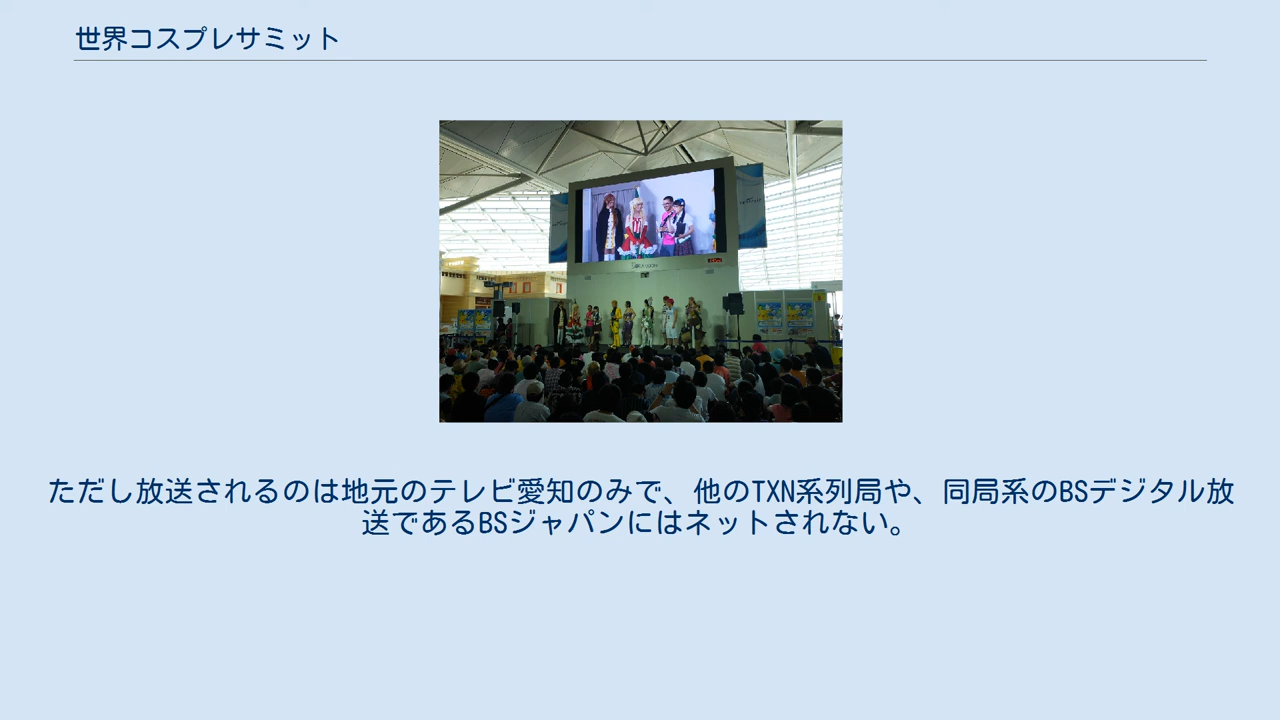 世界コスプレサミット
ただし放送されるのは地元のテレビ愛知のみで、他のTXN系列局や、同局系のBSデジタル放
送であるBSジャパンにはネットされない。